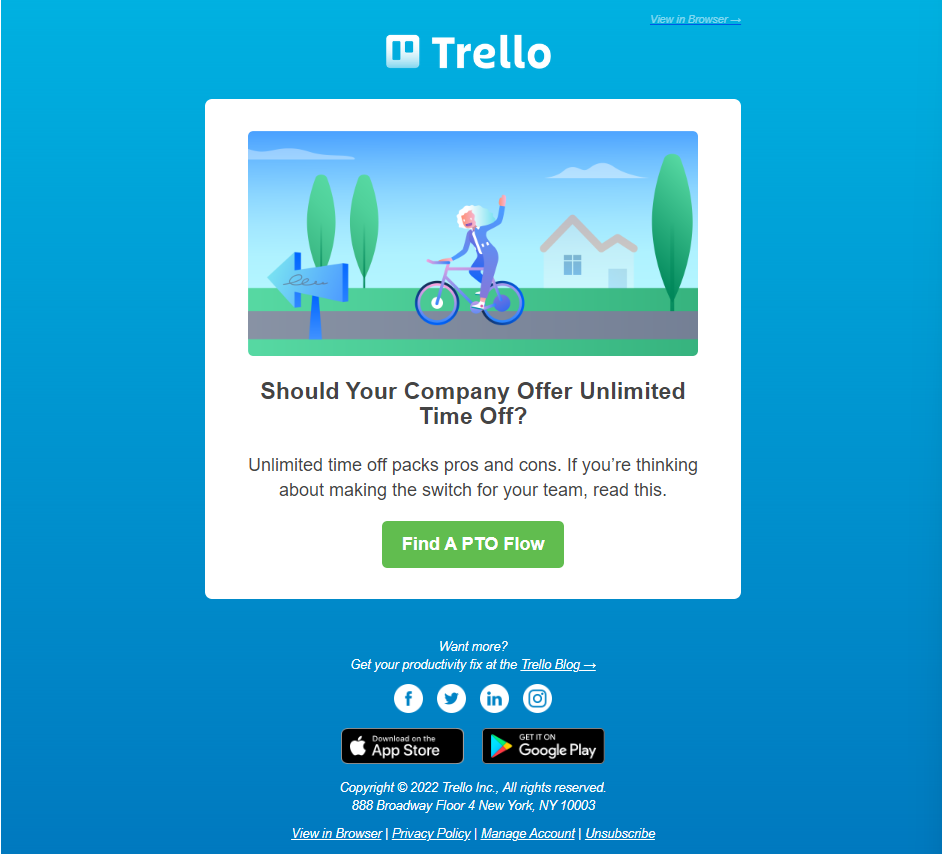 View in Browser →
Trello
Should Your Company Offer Unlimited
Time Off?
Unlimited time off packs pros and cons. If you’re thinking
about making the switch for your team, read this.
Find A PTO Flow
Want more?
Get your productivity fix at the Trello Blog →
Download on the
App Store
GET IT ON
Google Play
Copyright © 2022 Trello Inc., All rights reserved.
888 Broadway Floor 4 New York, NY 10003
View in Browser | Privacy Policy | Manage Account | Unsubscribe